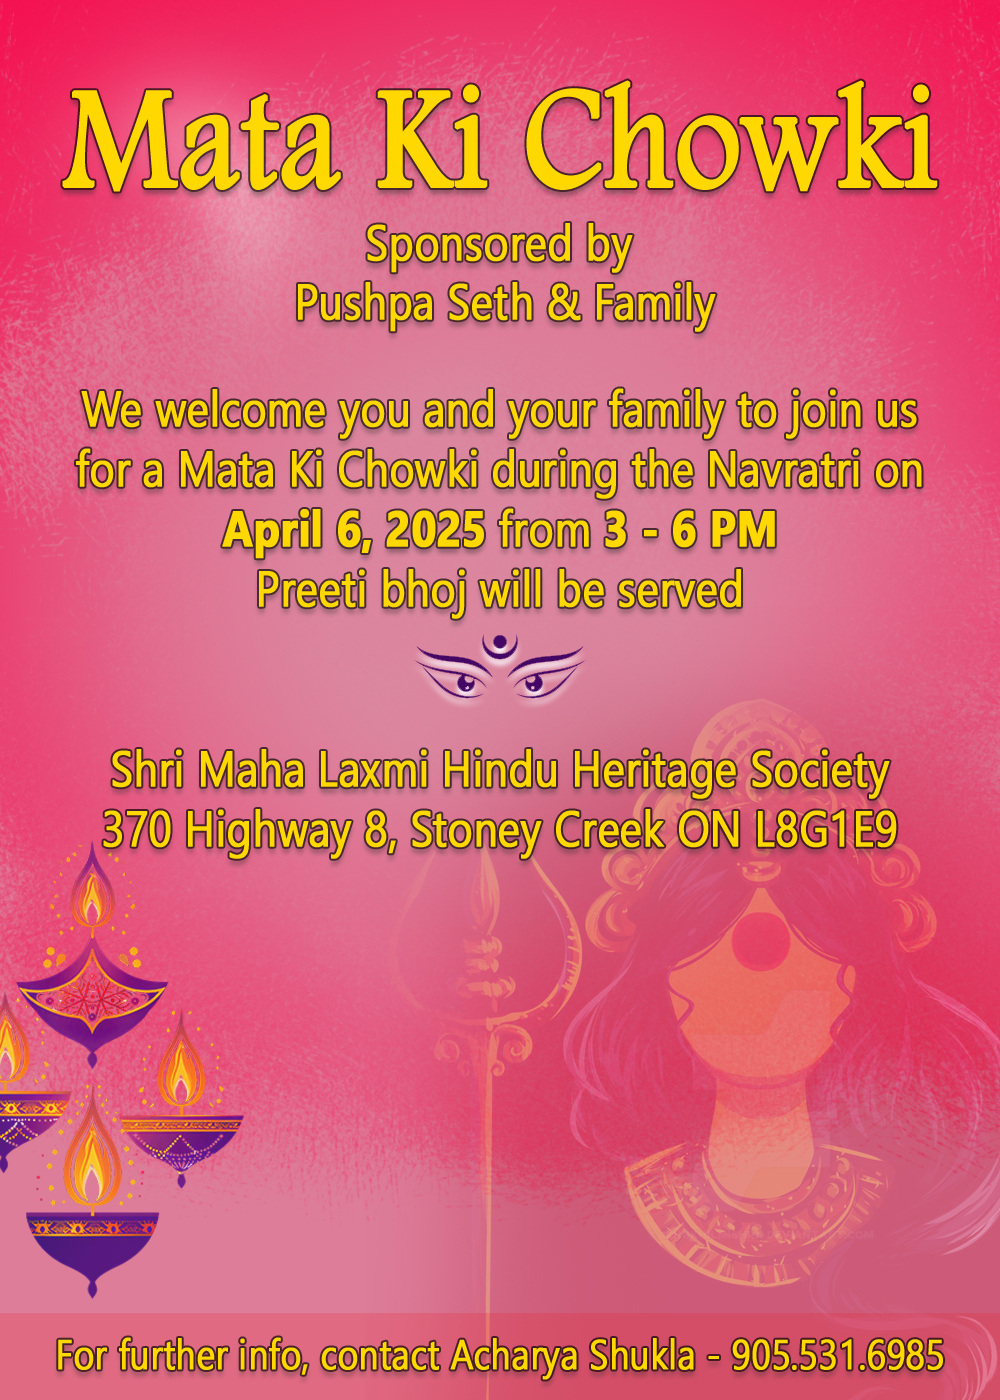 Mata Ki Chowki
Sponsored by
Pushpa Seth & Family
We welcome you and your family to join us
for a Mata Ki Chowki during the Navratri on
April 6, 2025 from 3 - 6 PM
Preeti bhoj will be served
Shri Maha Laxmi Hindu Heritage Society
370 Highway 8, Stoney Creek ON L8G1E9
For further info, contact Acharya Shukla - 905.531.6985